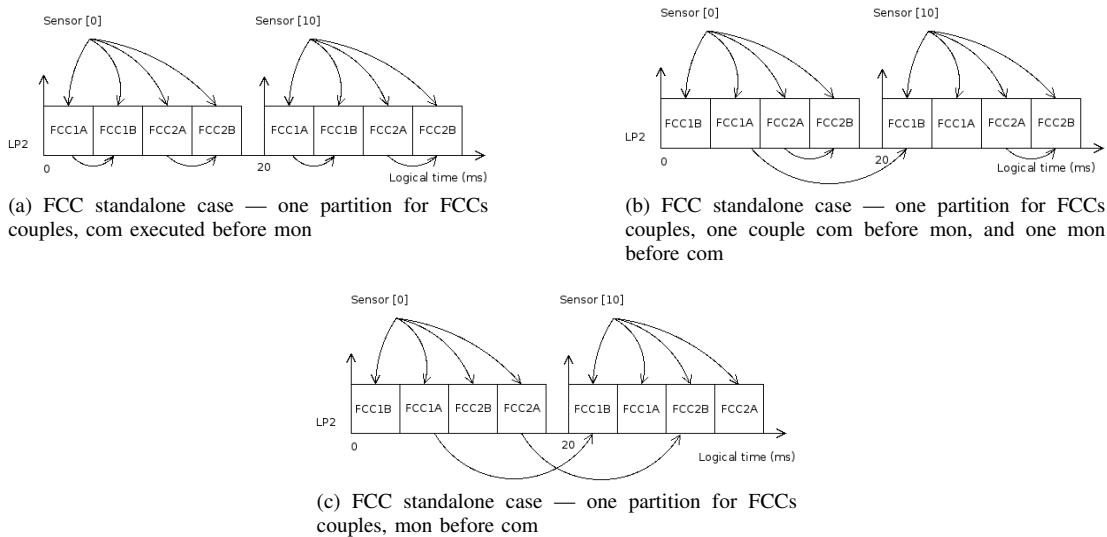 Sensor [0] Sensor [10]
FCC1A FCC1B FCC2A FCC2B FCC1A FCC1B FCC2A FCC2B
LP2
0 20
Logical time (ms)
(a) FCC standalone case — one partition for FCCs
couples, com executed before mon
Sensor [0] Sensor [10]
FCC1B FCC1A FCC2A FCC2B FCC1B FCC1A FCC2A FCC2B
LP2
0 20
Logical time (ms)
(b) FCC standalone case — one partition for FCCs
couples, one couple com before mon, and one mon
before com
Sensor [0] Sensor [10]
FCC1B FCC1A FCC2B FCC2A FCC1B FCC1A FCC2B FCC2A
LP2
0 20
Logical time (ms)
(c) FCC standalone case — one partition for FCCs
couples, mon before com